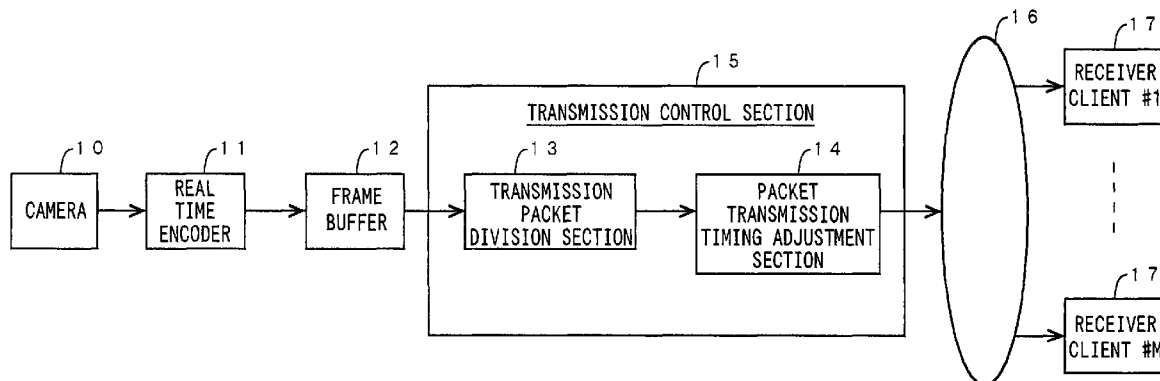 16
17
15
RECEIVER
CLIENT #1
TRANSMISSION CONTROL SECTION
10
11
12
13
14
CAMERA
REAL
TIME
ENCODER
FRAME
BUFFER
TRANSMISSION
PACKET
DIVISION SECTION
PACKET
TRANSMISSION
TIMING ADJUSTMENT
SECTION
17
RECEIVER
CLIENT #M